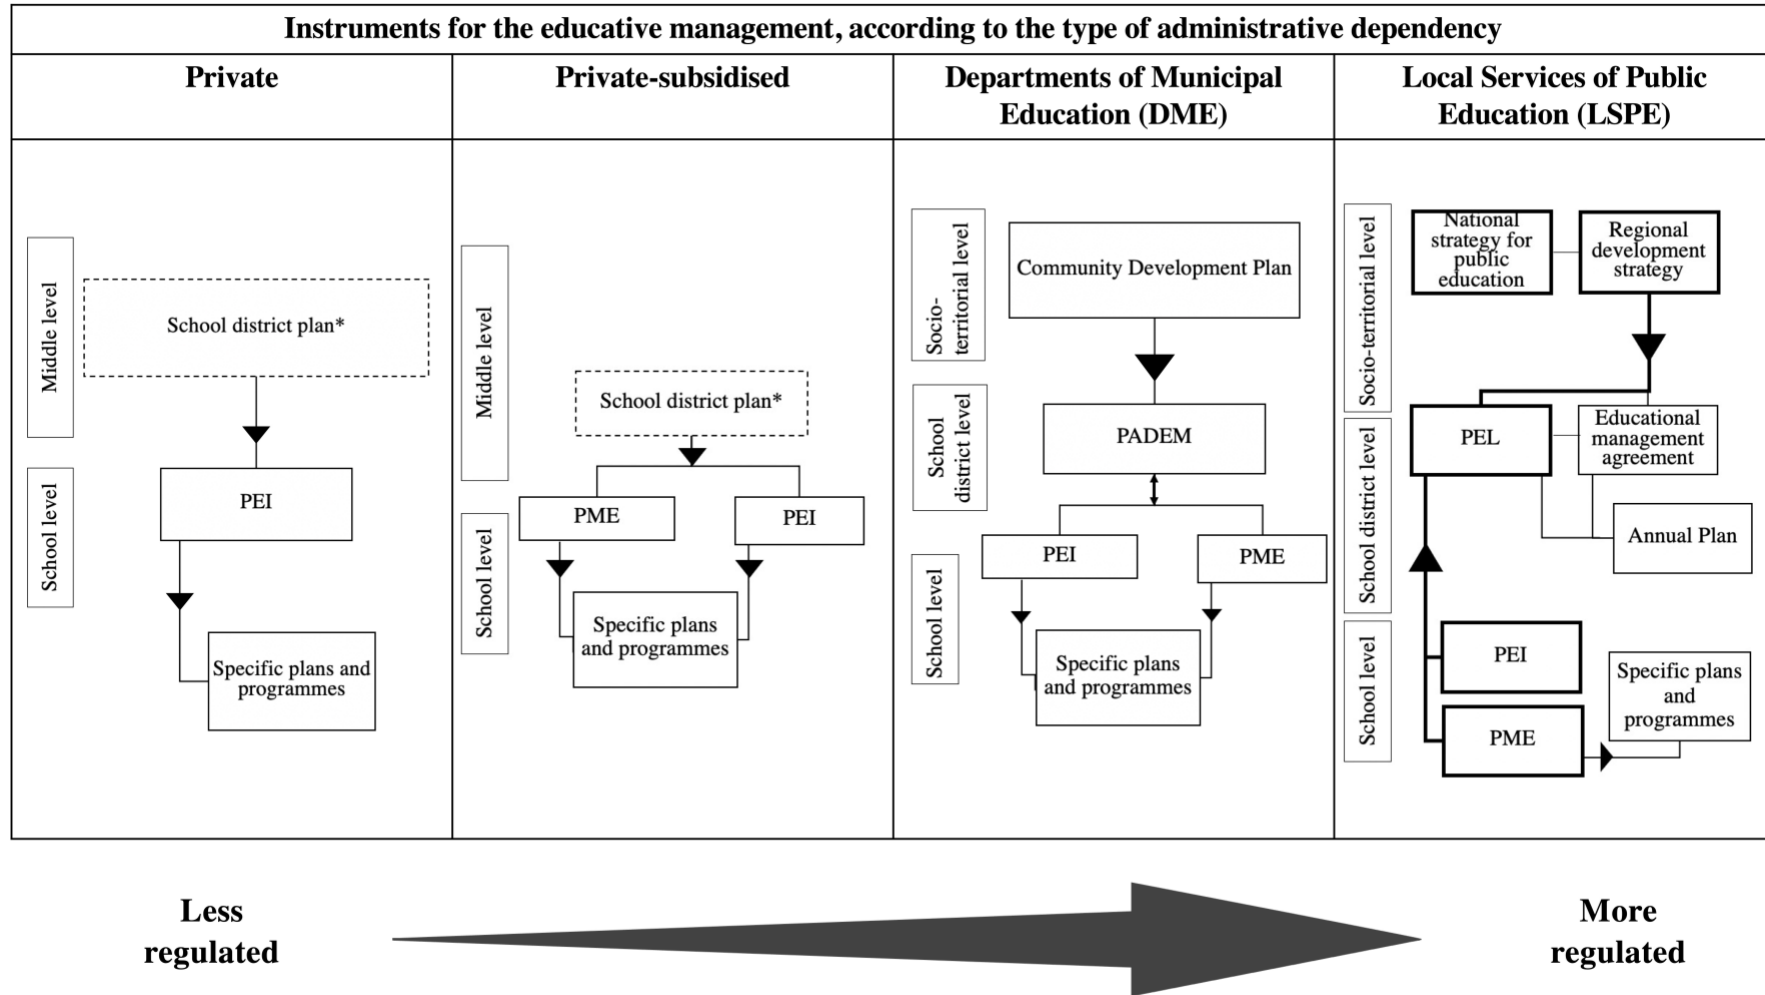 Instruments for the educative management, according to the type of administrative dependency
Private
Private-subsidised
Departments of Municipal
Education (DME)
Local Services of Public
Education (LSPE)
Middle level
School district plan*
School level
PEI
Specific plans and
programmes
Middle level
School district plan*
School level
PME
PEI
Specific plans
and programmes
Socio-
territorial level
Community Development Plan
School
district level
PADEM
School level
PEI
PME
Specific plans
and programmes
Socio-territorial level
National
strategy for
public
education
Regional
development
strategy
School district level
PEL
Educational
management
agreement
Annual Plan
School level
PEI
PME
Specific plans
and
programmes
Less
regulated
More
regulated